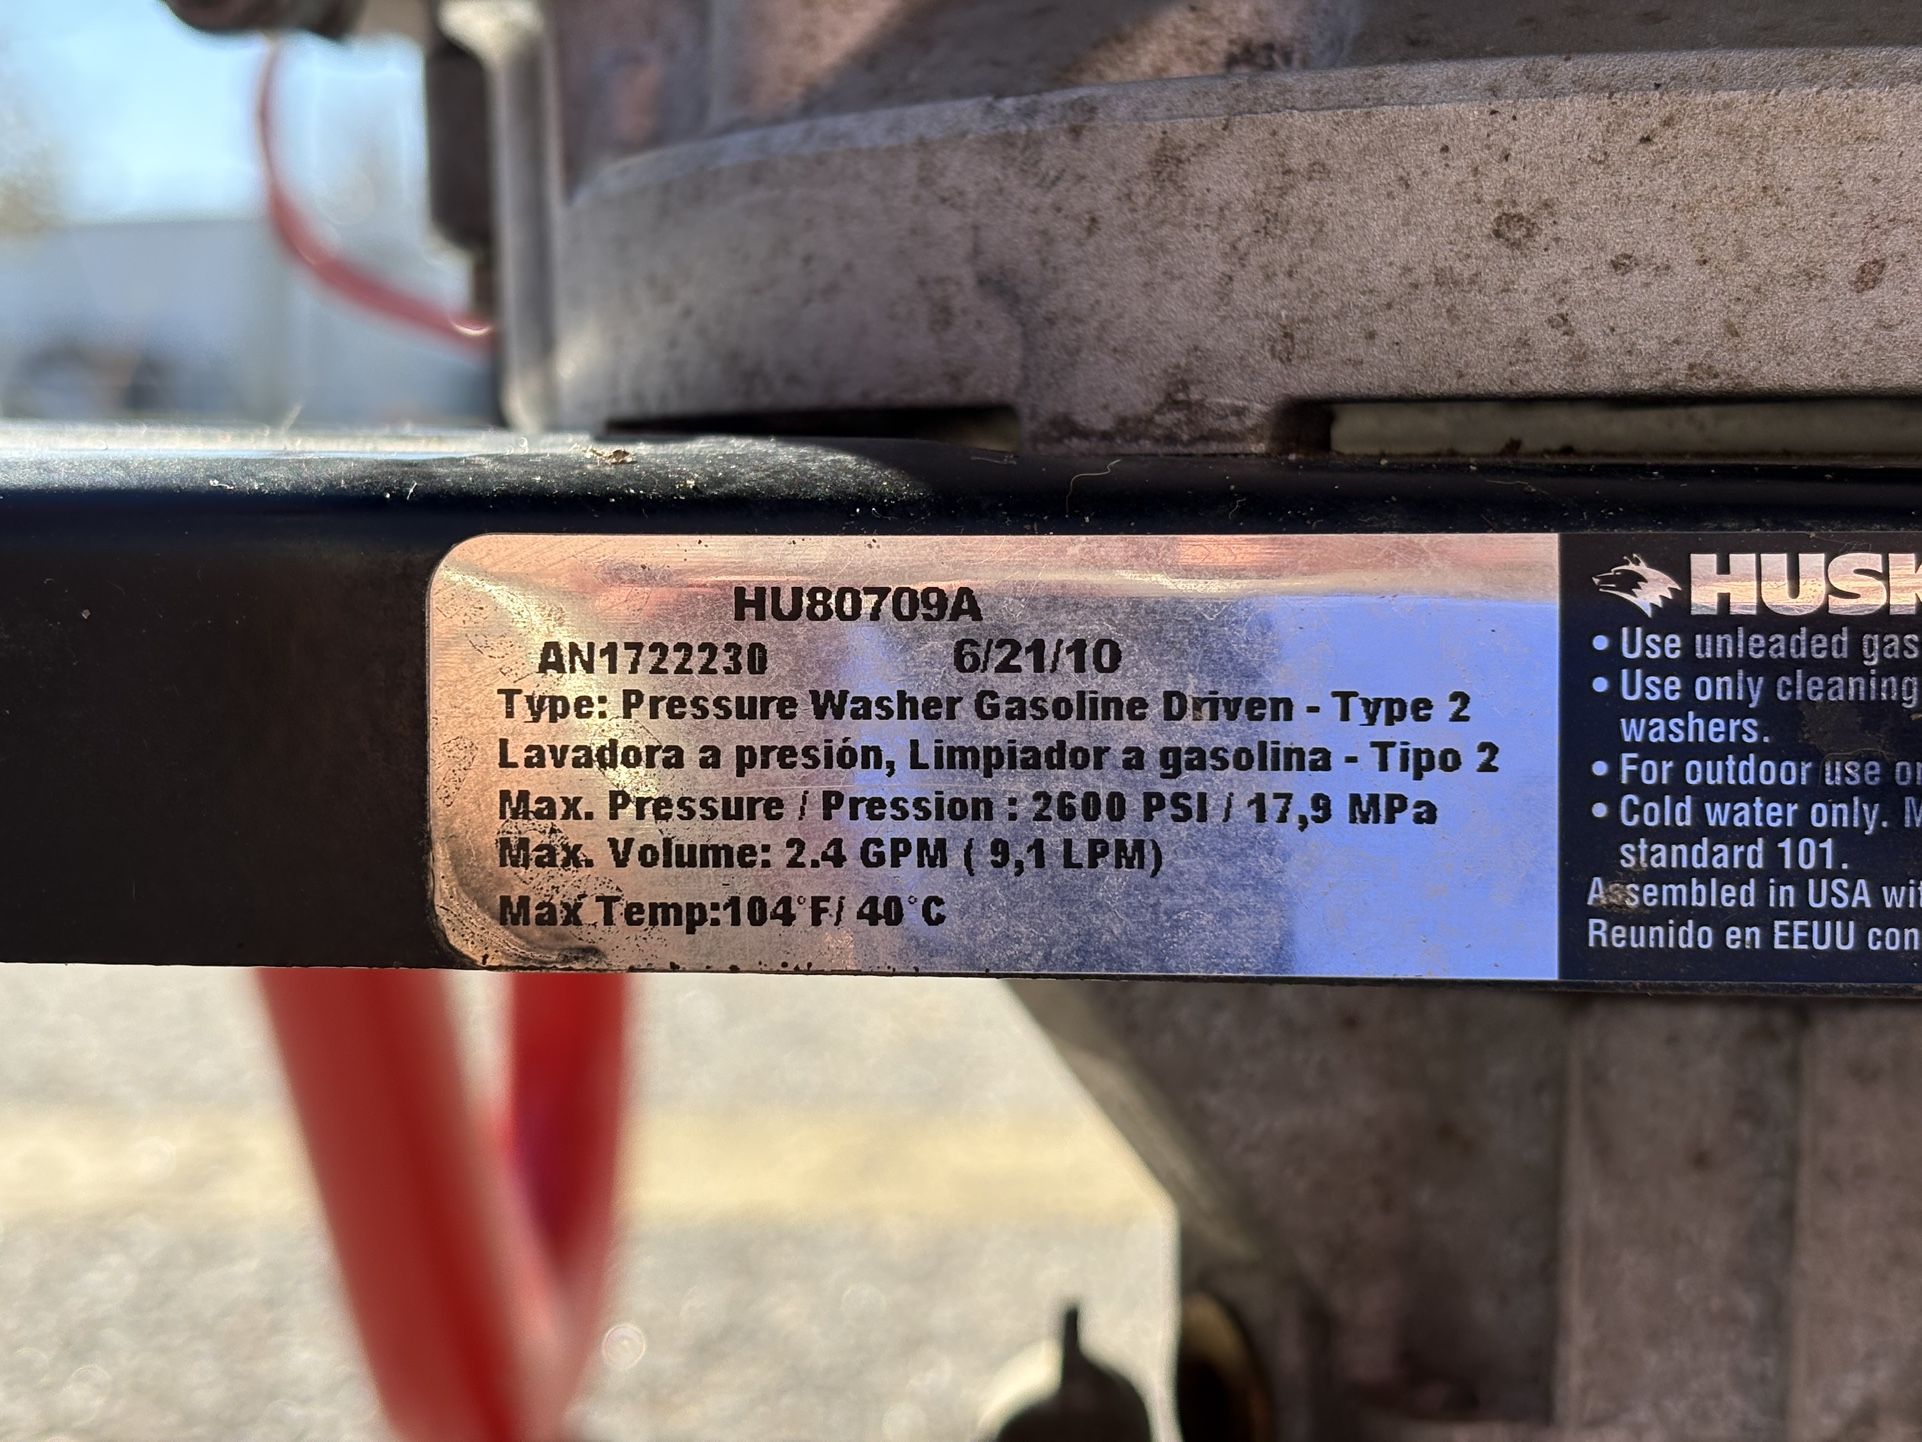 HU80709A
AN1722230 6/21/10
Type: Pressure Washer Gasoline Driven - Type 2
Lavadora a presión, Limpiador a gasolina - Tipo 2
Max. Pressure / Pression : 2600 PSI / 17,9 MPa
Max. Volume: 2.4 GPM ( 9,1 LPM)
Max Temp:104°F/ 40°C
HUSK
• Use unleaded gas
• Use only cleaning
washers.
• For outdoor use
• Cold water only.
standard 101.
Assembled in USA
Reunido en EEUU con